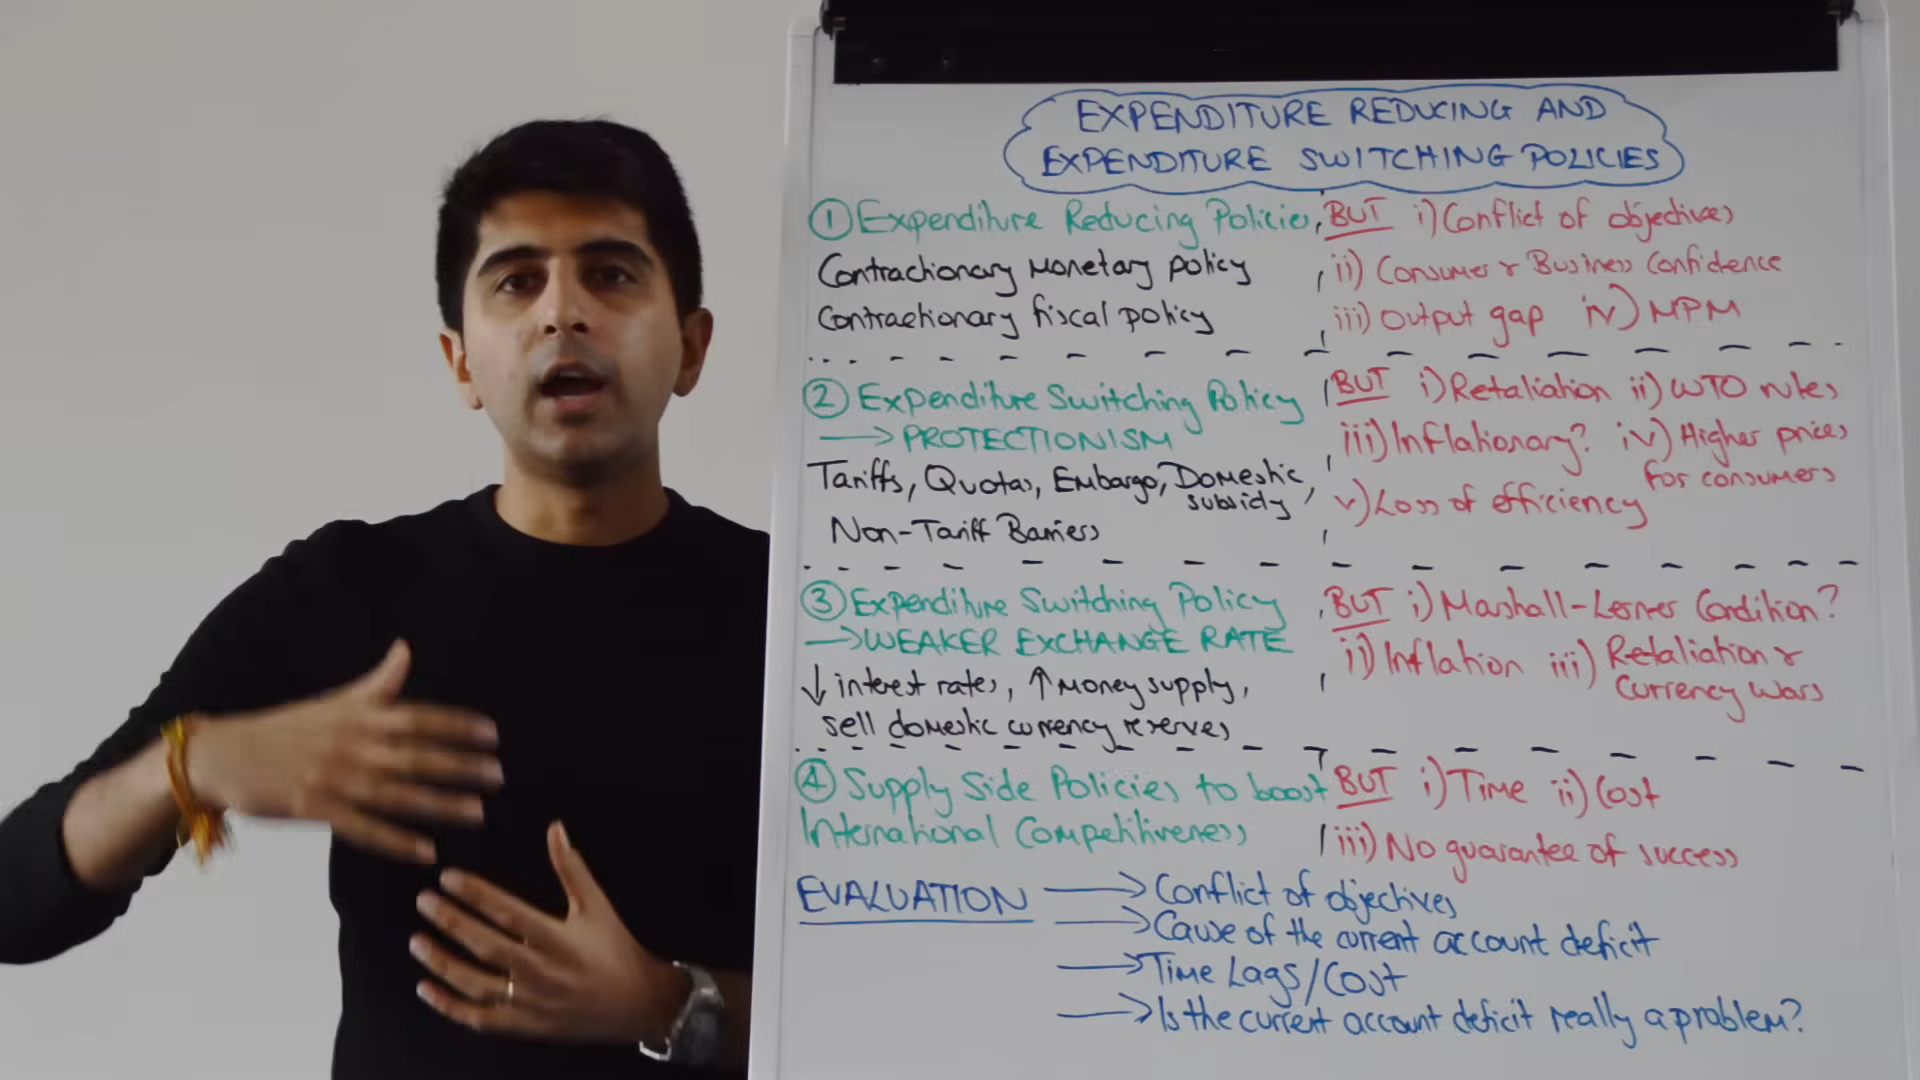 EXPENDITURE REDUCING AND
EXPENDITURE SWITCHING POLICIES
① Expenditure Reducing Policies
Contractionary Monetary policy
Contractionary fiscal policy
BUT i) Conflict of objectives
ii) Consumer & Business Confidence
iii) Output gap iv) MPM
② Expenditure Switching Policy
→ PROTECTIONISM
Tariffs, Quotas, Embargo, Domestic subsidy,
Non-Tariff Barriers
BUT i) Retaliation ii) WTO rules
iii) Inflationary? iv) Higher prices
for consumers
v) Loss of efficiency
③ Expenditure Switching Policy
→ WEAKER EXCHANGE RATE
↓ interest rates, ↑ Money supply,
sell domestic currency reserves
BUT i) Marshall-Lerner Condition?
ii) Inflation iii) Retaliation &
Currency Wars
④ Supply Side Policies to boost
International Competitiveness
BUT i) Time ii) Cost
iii) No guarantee of success
EVALUATION → Conflict of objectives
→ Cause of the current account deficit
→ Time Lags/Cost
→ Is the current account deficit really a problem?